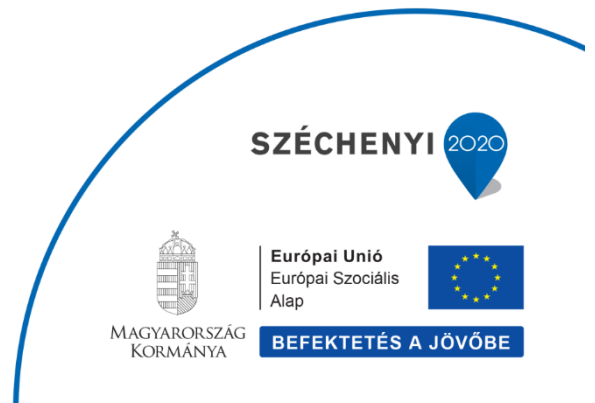 SZÉCHENYI 2020
Európai Unió
Európai Szociális
Alap
MAGYARORSZÁG
KORMÁNYA
BEFEKTETÉS A JÖVŐBE